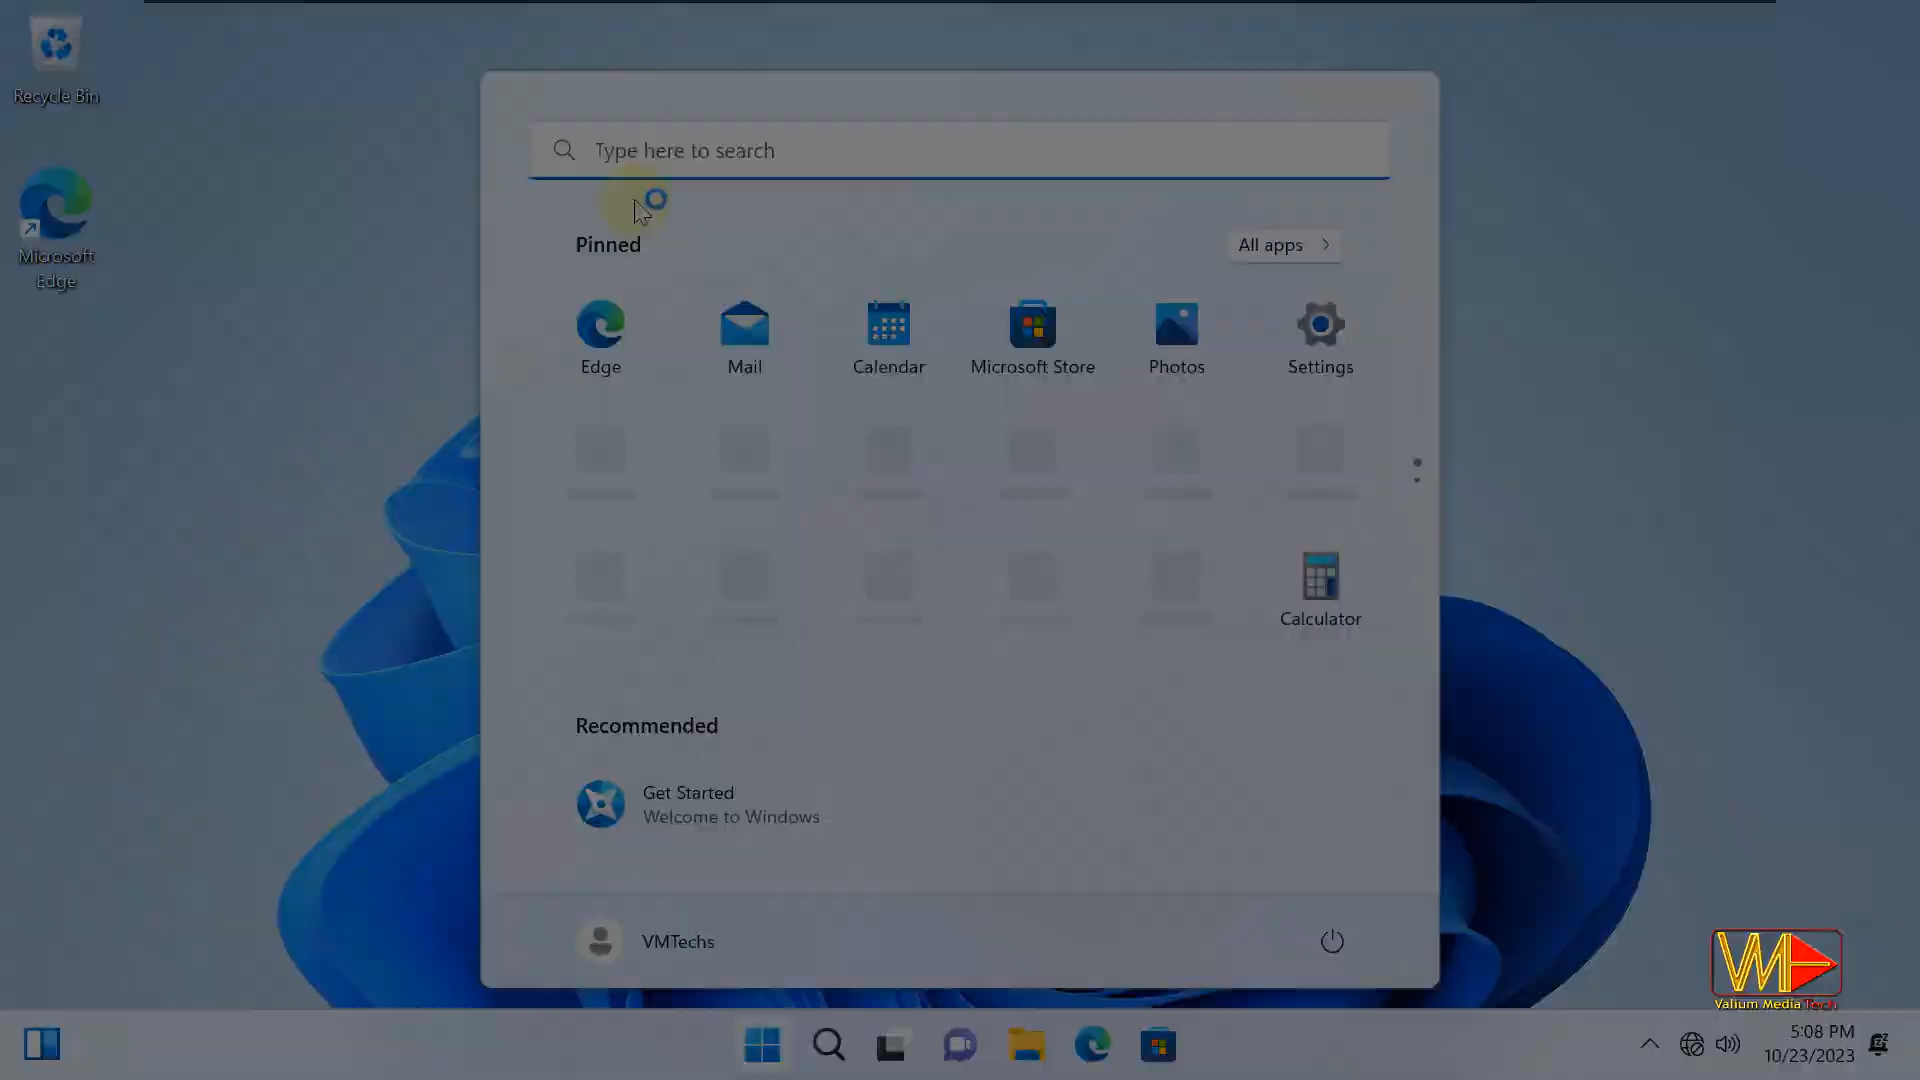 Recycle Bin
Microsoft
Edge
Type here to search
Pinned
All apps
Edge
Mail
Calendar
Microsoft Store
Photos
Settings
Calculator
Recommended
Get Started
Welcome to Windows
VMTechs
Valium Media Tech
5:08 PM
10/23/2023